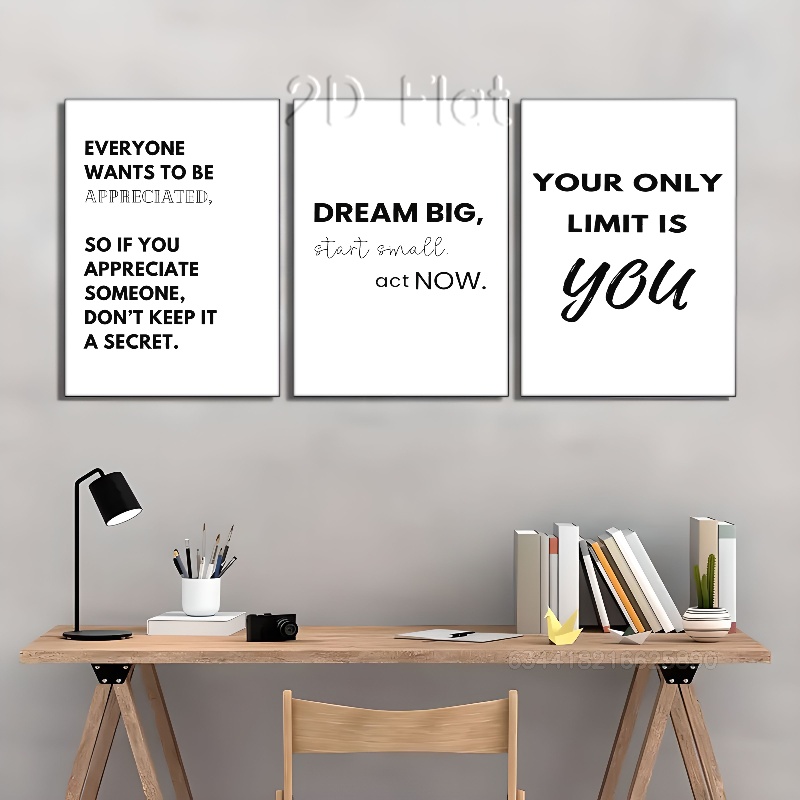 2D Flat
EVERYONE
WANTS TO BE
APPRECIATED,
SO IF YOU
APPRECIATE
SOMEONE,
DON’T KEEP IT
A SECRET.
DREAM BIG,
start small.
act NOW.
YOUR ONLY
LIMIT IS
YOU